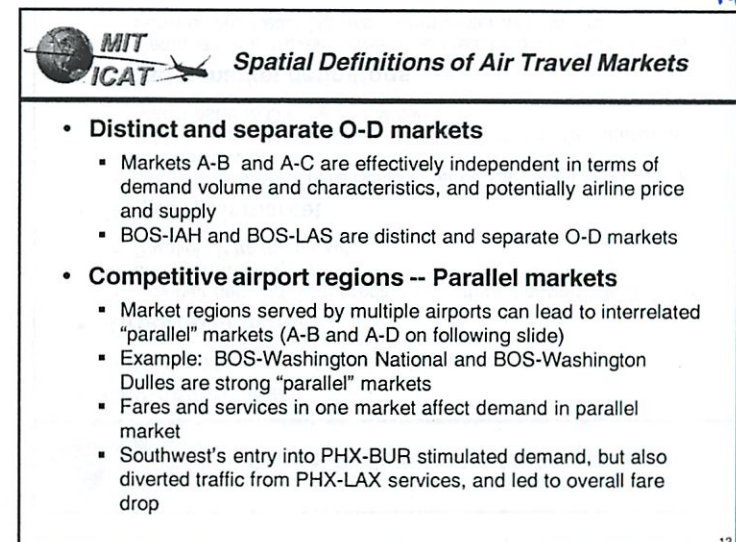 MIT
ICAT
Spatial Definitions of Air Travel Markets
• Distinct and separate O-D markets
▪ Markets A-B and A-C are effectively independent in terms of
demand volume and characteristics, and potentially airline price
and supply
▪ BOS-IAH and BOS-LAS are distinct and separate O-D markets
• Competitive airport regions -- Parallel markets
▪ Market regions served by multiple airports can lead to interrelated
"parallel" markets (A-B and A-D on following slide)
▪ Example: BOS-Washington National and BOS-Washington
Dulles are strong "parallel" markets
▪ Fares and services in one market affect demand in parallel
market
▪ Southwest's entry into PHX-BUR stimulated demand, but also
diverted traffic from PHX-LAX services, and led to overall fare
drop